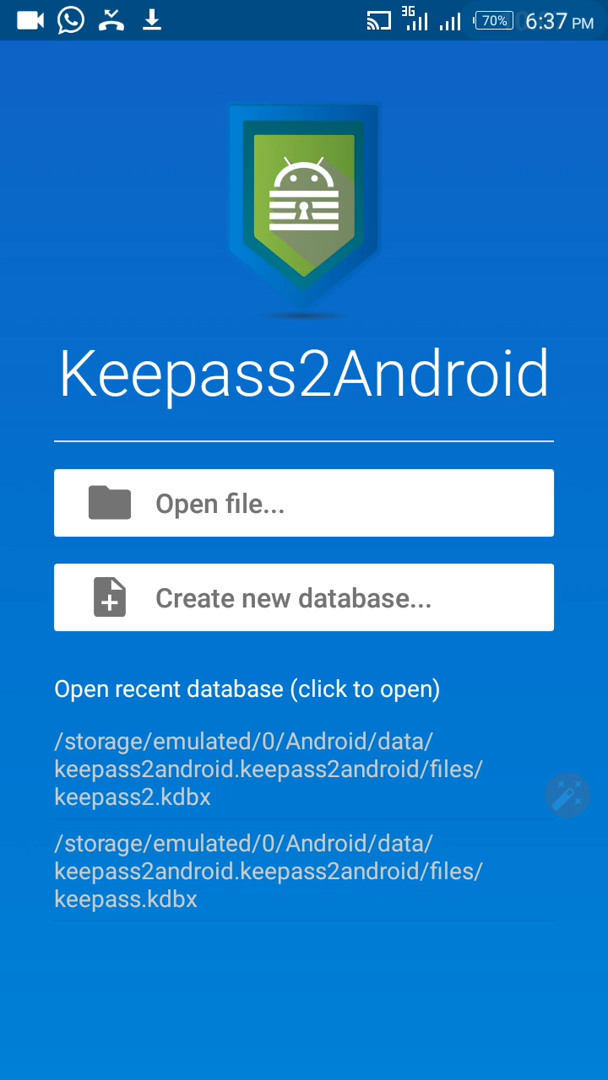 3G 70% 6:37 PM
Keepass2Android
Open file...
Create new database...
Open recent database (click to open)
/storage/emulated/0/Android/data/
keepass2android.keepass2android/files/
keepass2.kdbx
/storage/emulated/0/Android/data/
keepass2android.keepass2android/files/
keepass.kdbx